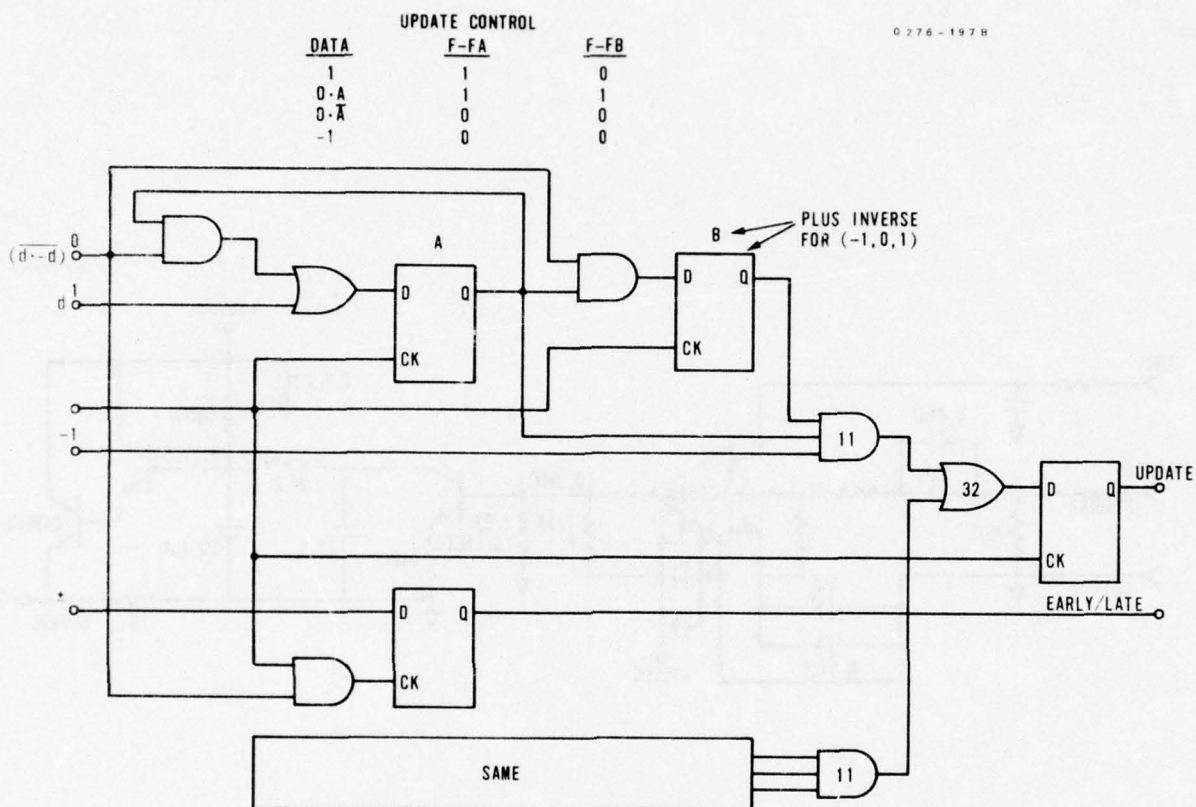 UPDATE CONTROL
0276-197B
DATA F-FA F-FB
1 1 0
0·A 1 1
0·A̅ 0 0
-1 0 0
A
B
PLUS INVERSE
FOR (-1,0,1)
0
(d·-d)
1
d
D Q
CK
D Q
CK
-1
11
32
D Q
CK
UPDATE
+
D Q
CK
EARLY/LATE
SAME
11